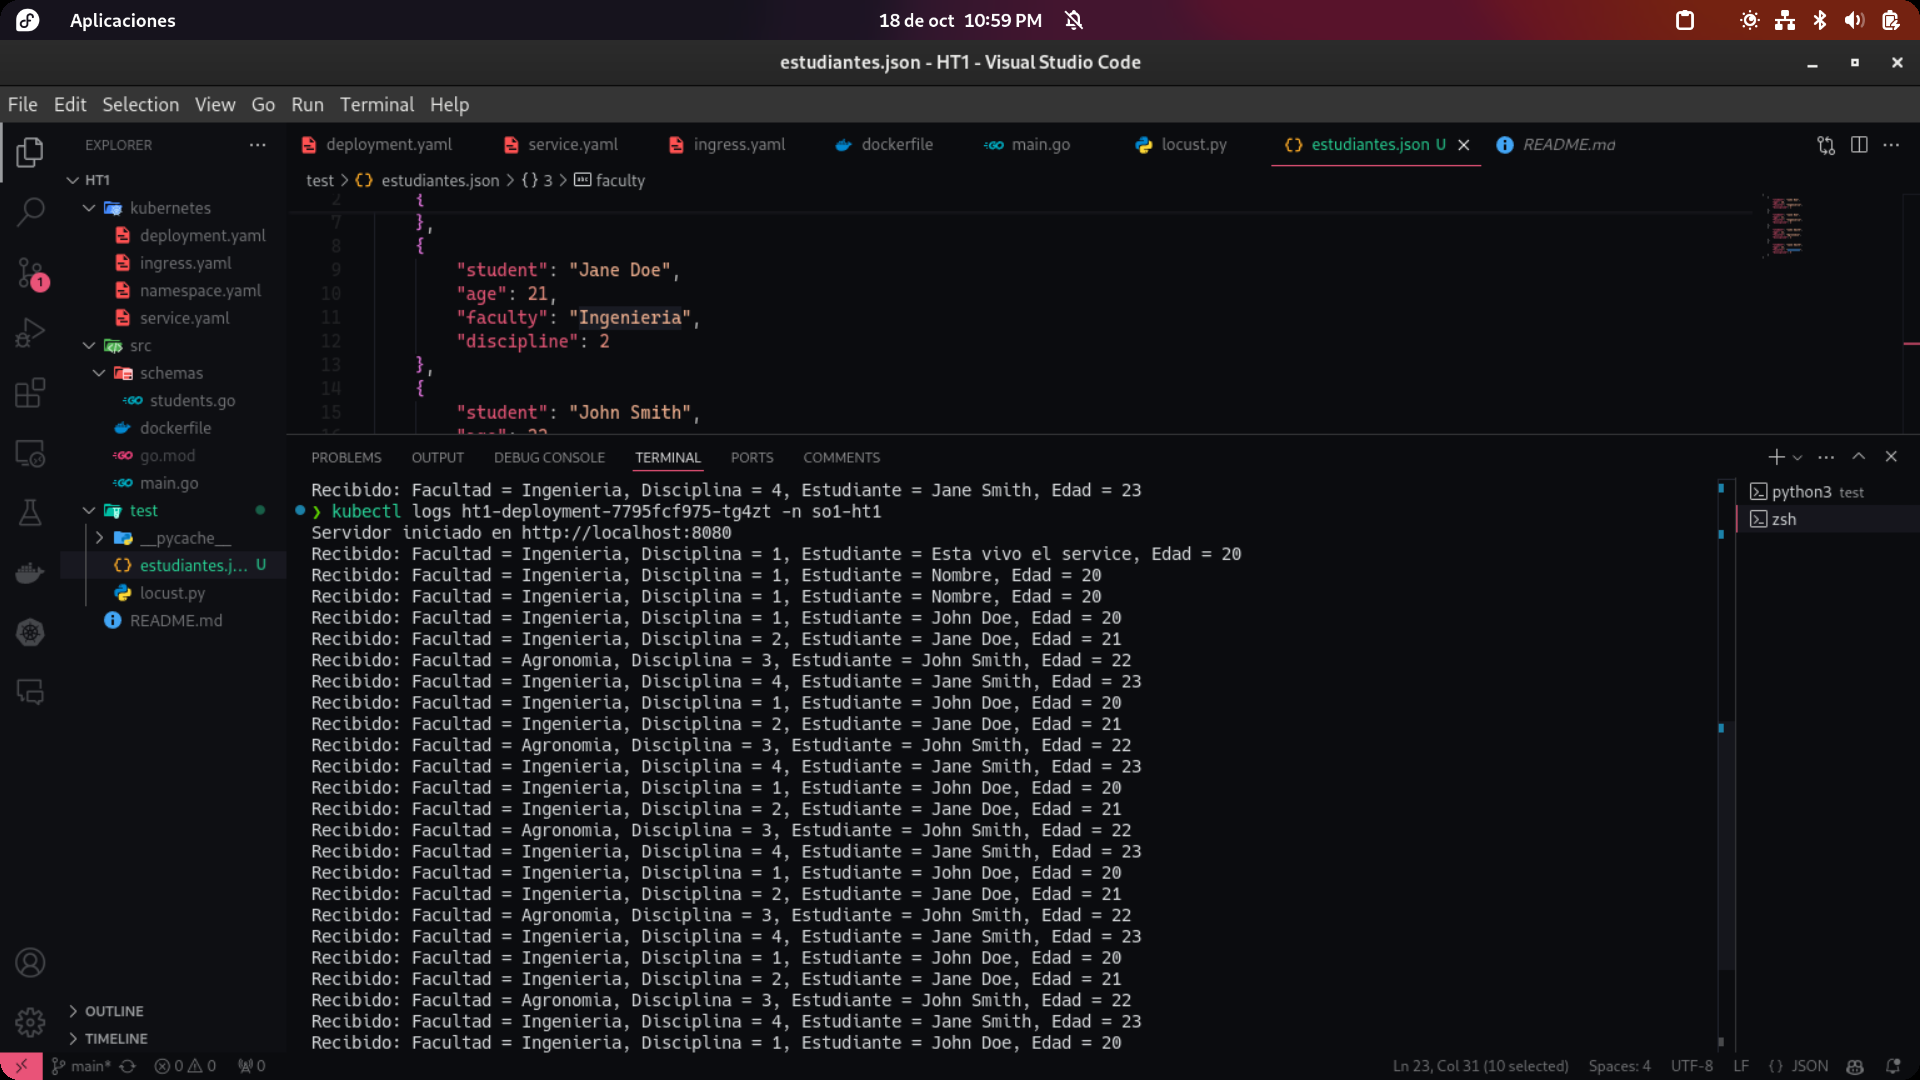 Aplicaciones
18 de oct 10:59 PM
estudiantes.json - HT1 - Visual Studio Code
File Edit Selection View Go Run Terminal Help
EXPLORER
HT1
kubernetes
deployment.yaml
ingress.yaml
namespace.yaml
service.yaml
src
schemas
students.go
dockerfile
go.mod
main.go
test
__pycache__
estudiantes.j... U
locust.py
README.md
OUTLINE
TIMELINE
1
deployment.yaml service.yaml ingress.yaml dockerfile main.go locust.py estudiantes.json U README.md
test > {} estudiantes.json > {} 3 > faculty
2 {
7 },
8 {
9 "student": "Jane Doe",
10 "age": 21,
11 "faculty": "Ingenieria",
12 "discipline": 2
13 },
14 {
15 "student": "John Smith",
16 "age": 22
PROBLEMS OUTPUT DEBUG CONSOLE TERMINAL PORTS COMMENTS
Recibido: Facultad = Ingenieria, Disciplina = 4, Estudiante = Jane Smith, Edad = 23
❯ kubectl logs ht1-deployment-7795fcf975-tg4zt -n so1-ht1
Servidor iniciado en http://localhost:8080
Recibido: Facultad = Ingenieria, Disciplina = 1, Estudiante = Esta vivo el service, Edad = 20
Recibido: Facultad = Ingenieria, Disciplina = 1, Estudiante = Nombre, Edad = 20
Recibido: Facultad = Ingenieria, Disciplina = 1, Estudiante = Nombre, Edad = 20
Recibido: Facultad = Ingenieria, Disciplina = 1, Estudiante = John Doe, Edad = 20
Recibido: Facultad = Ingenieria, Disciplina = 2, Estudiante = Jane Doe, Edad = 21
Recibido: Facultad = Agronomia, Disciplina = 3, Estudiante = John Smith, Edad = 22
Recibido: Facultad = Ingenieria, Disciplina = 4, Estudiante = Jane Smith, Edad = 23
Recibido: Facultad = Ingenieria, Disciplina = 1, Estudiante = John Doe, Edad = 20
Recibido: Facultad = Ingenieria, Disciplina = 2, Estudiante = Jane Doe, Edad = 21
Recibido: Facultad = Agronomia, Disciplina = 3, Estudiante = John Smith, Edad = 22
Recibido: Facultad = Ingenieria, Disciplina = 4, Estudiante = Jane Smith, Edad = 23
Recibido: Facultad = Ingenieria, Disciplina = 1, Estudiante = John Doe, Edad = 20
Recibido: Facultad = Ingenieria, Disciplina = 2, Estudiante = Jane Doe, Edad = 21
Recibido: Facultad = Agronomia, Disciplina = 3, Estudiante = John Smith, Edad = 22
Recibido: Facultad = Ingenieria, Disciplina = 4, Estudiante = Jane Smith, Edad = 23
Recibido: Facultad = Ingenieria, Disciplina = 1, Estudiante = John Doe, Edad = 20
Recibido: Facultad = Ingenieria, Disciplina = 2, Estudiante = Jane Doe, Edad = 21
Recibido: Facultad = Agronomia, Disciplina = 3, Estudiante = John Smith, Edad = 22
Recibido: Facultad = Ingenieria, Disciplina = 4, Estudiante = Jane Smith, Edad = 23
Recibido: Facultad = Ingenieria, Disciplina = 1, Estudiante = John Doe, Edad = 20
Recibido: Facultad = Ingenieria, Disciplina = 2, Estudiante = Jane Doe, Edad = 21
Recibido: Facultad = Agronomia, Disciplina = 3, Estudiante = John Smith, Edad = 22
Recibido: Facultad = Ingenieria, Disciplina = 4, Estudiante = Jane Smith, Edad = 23
Recibido: Facultad = Ingenieria, Disciplina = 1, Estudiante = John Doe, Edad = 20
python3 test
zsh
main* 0 0 0
Ln 23, Col 31 (10 selected) Spaces: 4 UTF-8 LF {} JSON